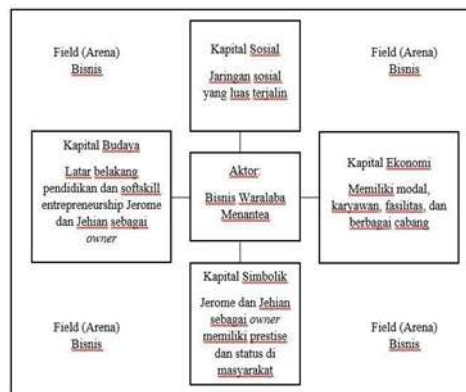 Field (Arena)
Bisnis
Kapital Sosial
Jaringan sosial
yang luas terjalin
Field (Arena)
Bisnis
Kapital Budaya
Latar belakang
pendidikan dan softskill
entrepreneurship Jerome
dan Jehian sebagai
owner
Aktor:
Bisnis Waralaba
Menantea
Kapital Ekonomi
Memiliki modal,
karyawan, fasilitas, dan
berbagai cabang
Kapital Simbolik
Jerome dan Jehian
sebagai owner
memiliki prestise
dan status di
masyarakat
Field (Arena)
Bisnis
Field (Arena)
Bisnis